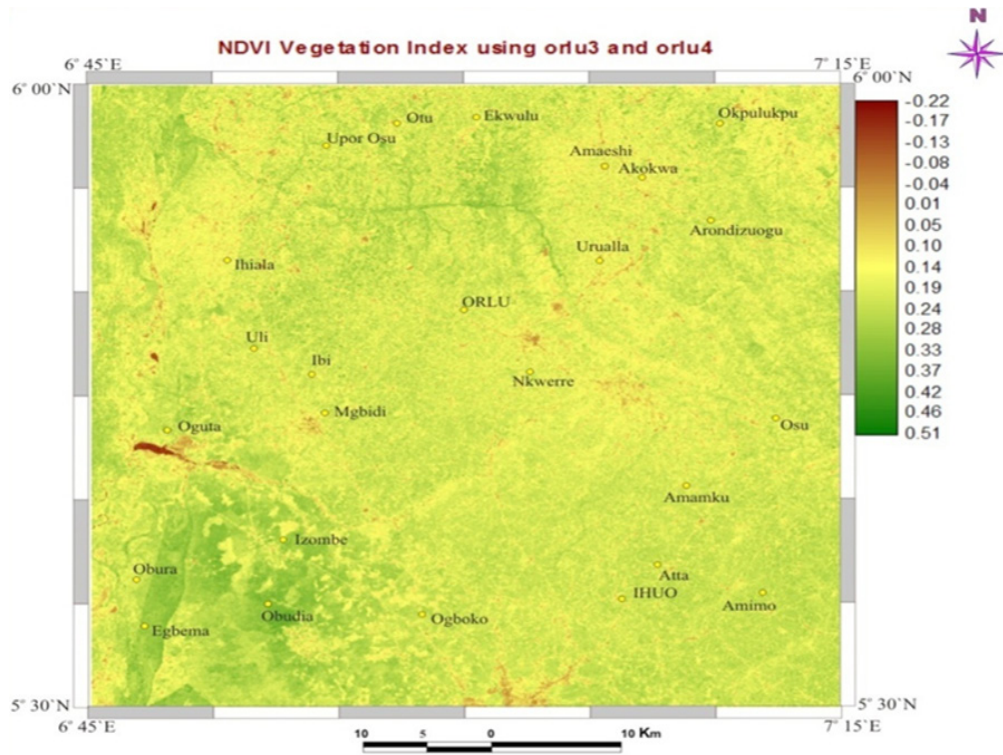 N
NDVI Vegetation Index using orlu3 and orlu4
6° 45`E
7° 15`E
6° 00`N
6° 00`N
-0.22
-0.17
-0.13
-0.08
-0.04
0.01
0.05
0.10
0.14
0.19
0.24
0.28
0.33
0.37
0.42
0.46
0.51
Otu
Ekwulu
Okpulukpu
Upor Osu
Amaeshi
Akokwa
Arondizuogu
Urualla
Ihiala
ORLU
Uli
Ibi
Nkwerre
Mgbidi
Oguta
Osu
Amamku
Izombe
Obura
Atta
IHUO
Amimo
Obudia
Ogboko
Egbema
5° 30`N
5° 30`N
6° 45`E
7° 15`E
10 5 0 10 Km